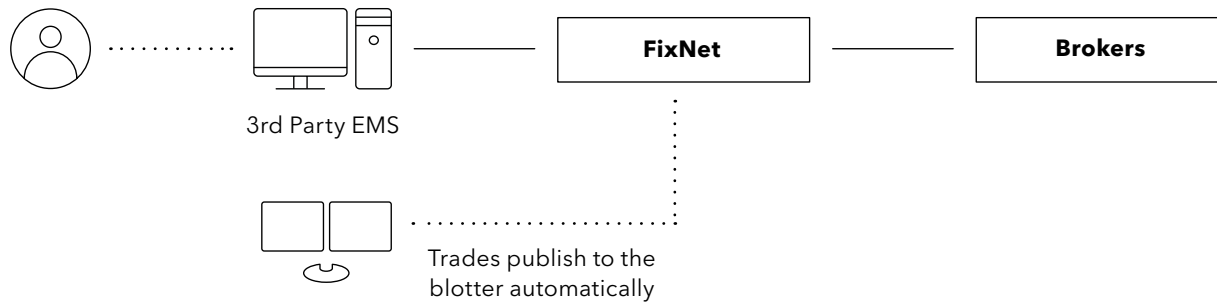 FixNet
Brokers
3rd Party EMS
Trades publish to the
blotter automatically